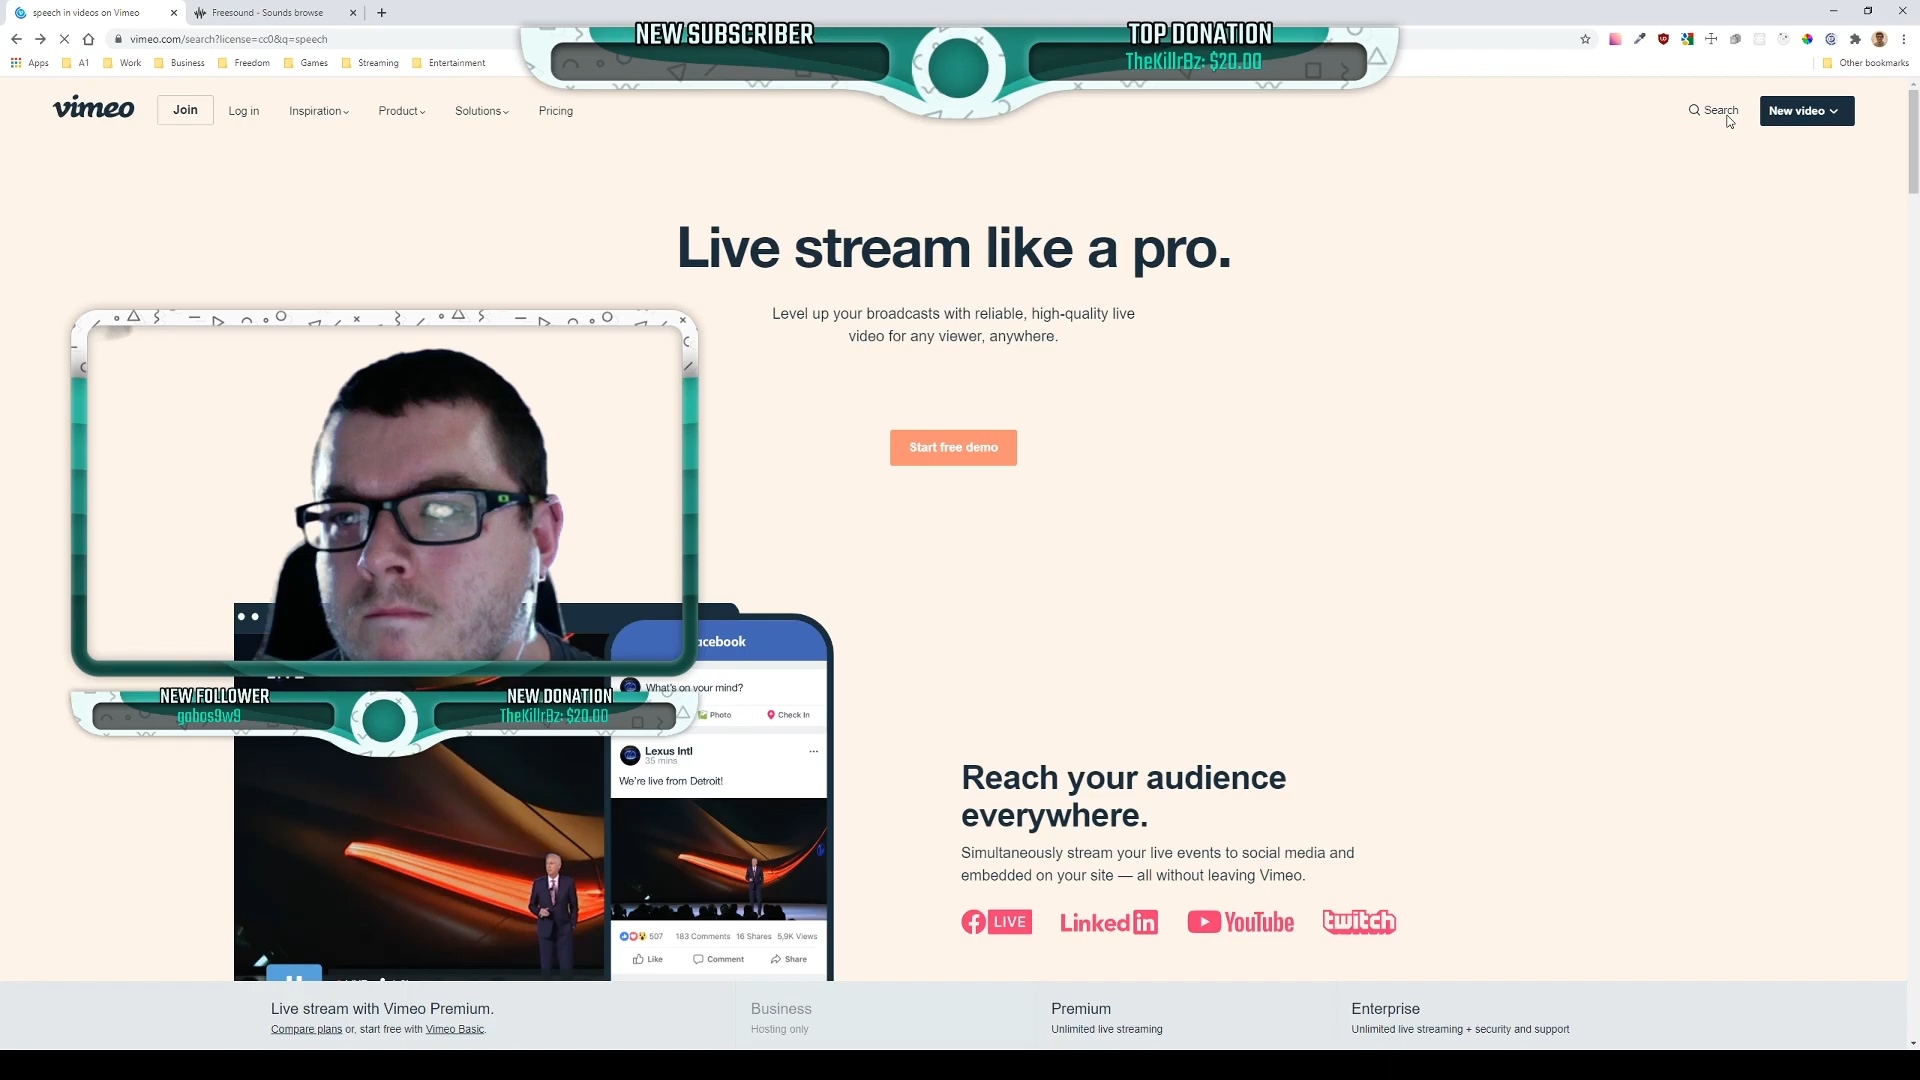 speech in videos on Vimeo
Freesound - Sounds browse
vimeo.com/search?license=cc0&q=speech
Apps
A1
Work
Business
Freedom
Games
Streaming
Entertainment
Other bookmarks
NEW SUBSCRIBER
TOP DONATION
TheKillrBz: $20.00
vimeo
Join
Log in
Inspiration
Product
Solutions
Pricing
Search
New video
Live stream like a pro.
Level up your broadcasts with reliable, high-quality live
video for any viewer, anywhere.
Start free demo
NEW FOLLOWER
gobos9w9
NEW DONATION
TheKillrBz: $20.00
acebook
What's on your mind?
Photo
Check In
Lexus Intl
35 mins
We're live from Detroit!
507
183 Comments
16 Shares
5,9K Views
Like
Comment
Share
Reach your audience
everywhere.
Simultaneously stream your live events to social media and
embedded on your site — all without leaving Vimeo.
LIVE
LinkedIn
YouTube
twitch
Live stream with Vimeo Premium.
Compare plans or, start free with Vimeo Basic.
Business
Hosting only
Premium
Unlimited live streaming
Enterprise
Unlimited live streaming + security and support